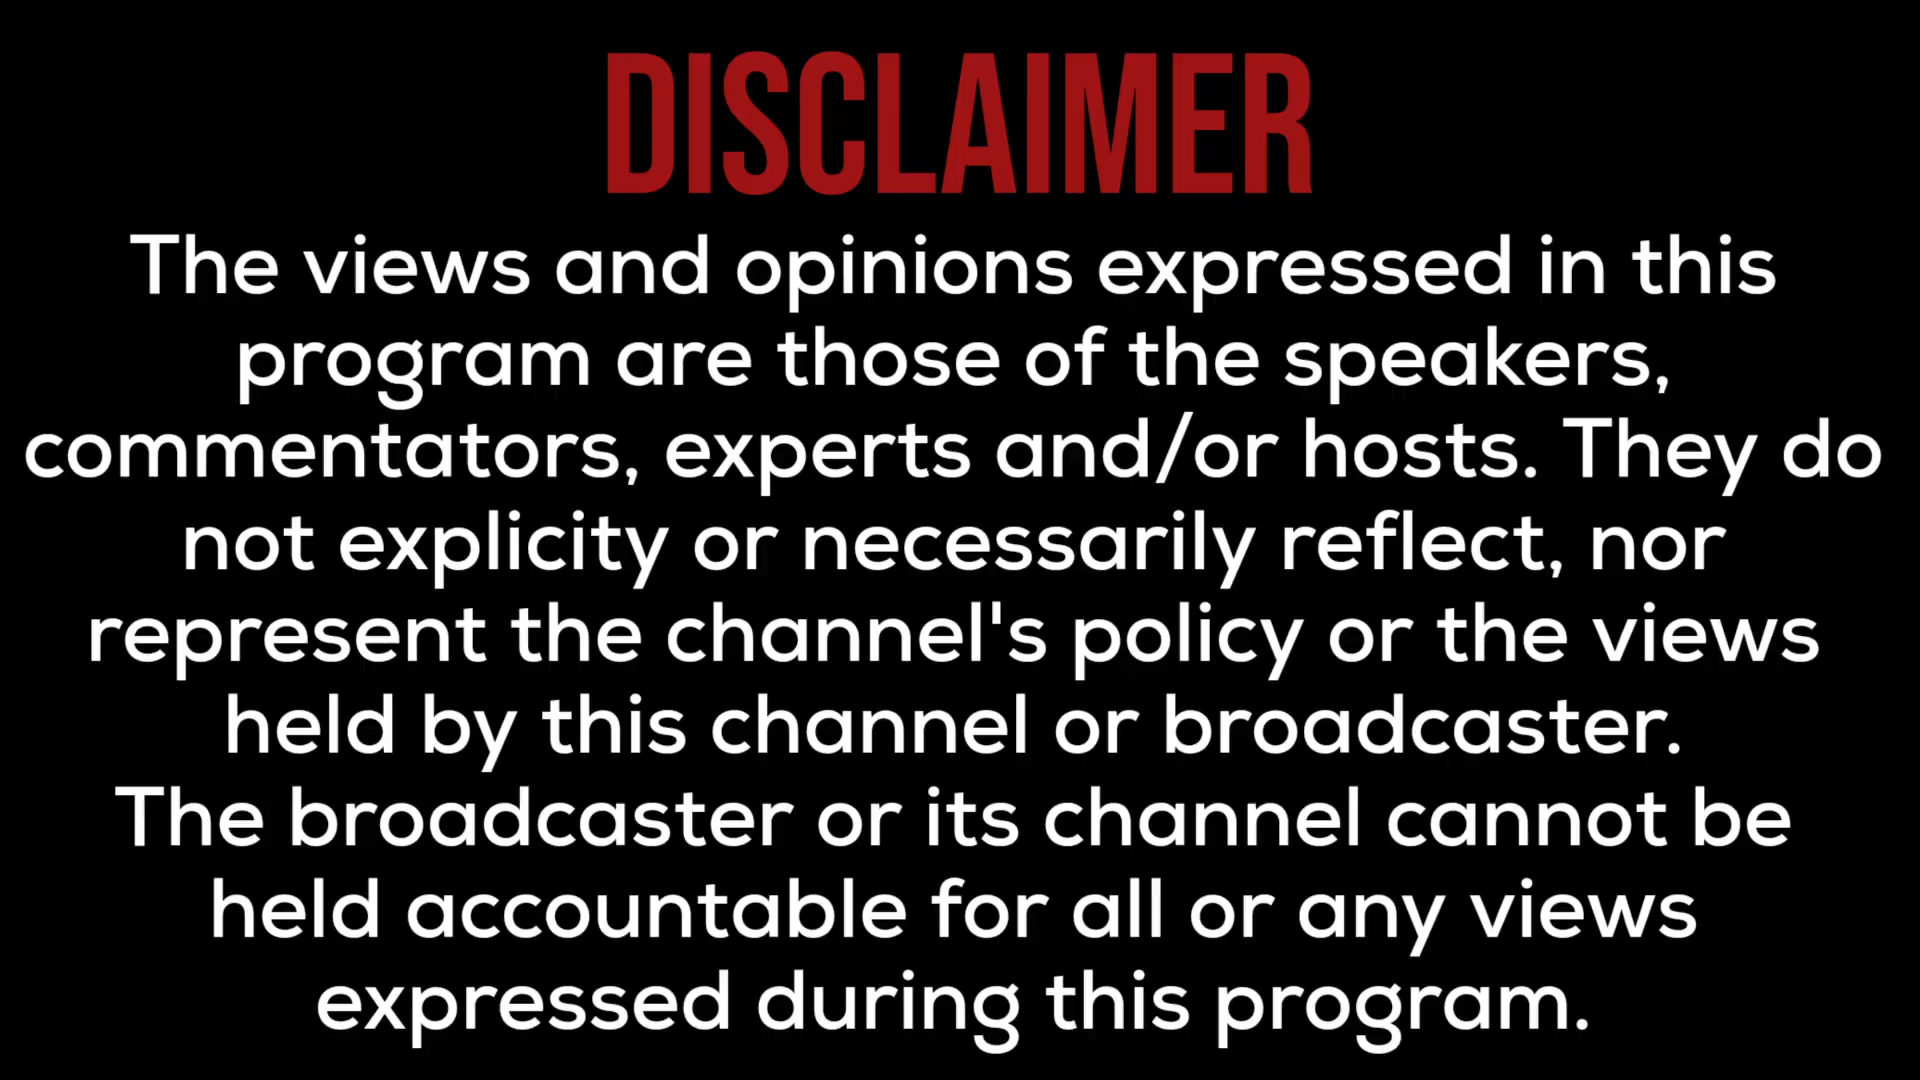 DISCLAIMER
The views and opinions expressed in this
program are those of the speakers,
commentators, experts and/or hosts. They do
not explicity or necessarily reflect, nor
represent the channel's policy or the views
held by this channel or broadcaster.
The broadcaster or its channel cannot be
held accountable for all or any views
expressed during this program.